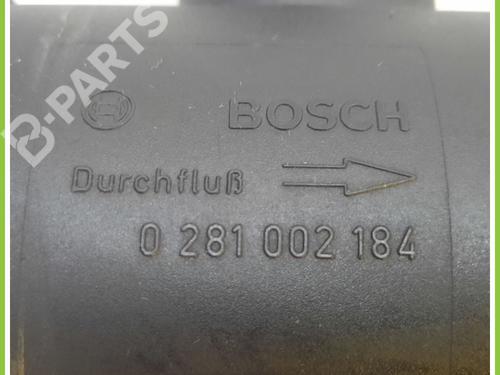 B-PARTS
BOSCH
Durchfluß
0 281 002 184